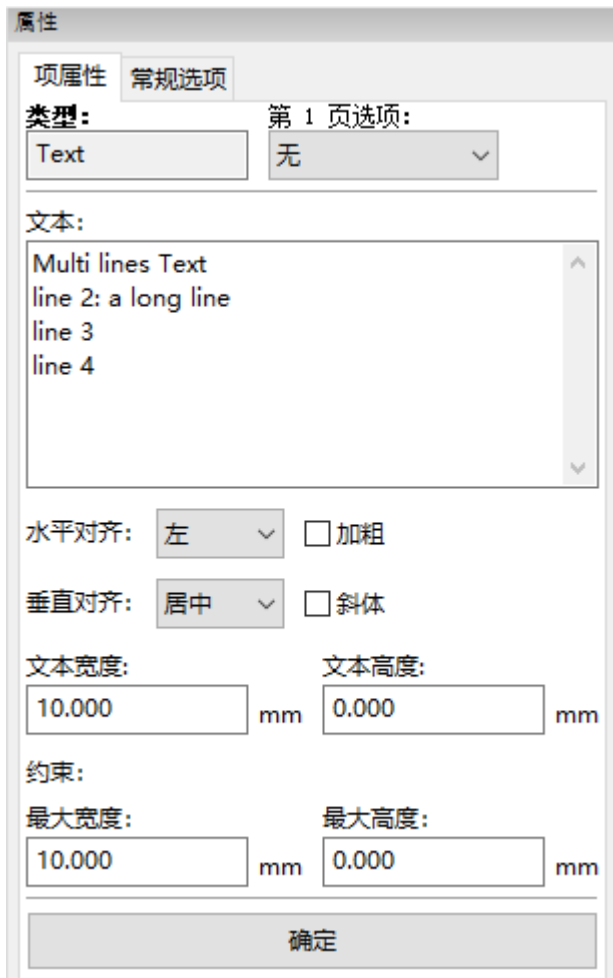 属性
项属性 常规选项
类型: 第 1 页选项:
Text 无
文本:
Multi lines Text
line 2: a long line
line 3
line 4
水平对齐: 左 加粗
垂直对齐: 居中 斜体
文本宽度: 文本高度:
10.000 mm 0.000 mm
约束:
最大宽度: 最大高度:
10.000 mm 0.000 mm
确定